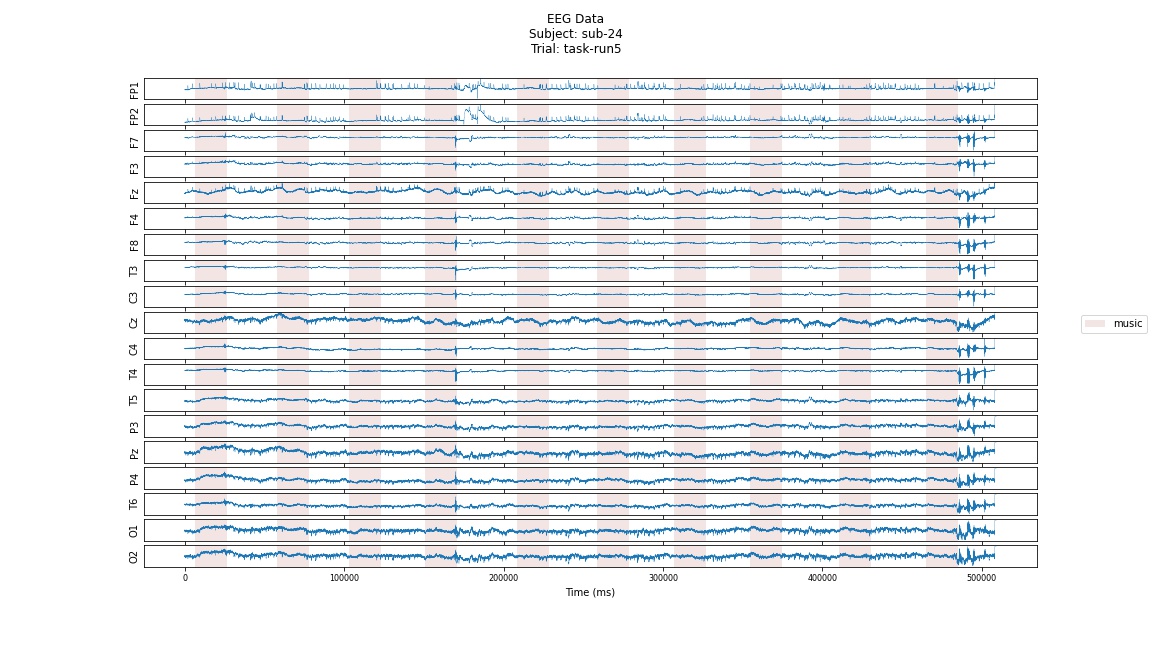 EEG Data
Subject: sub-24
Trial: task-run5
FP1
FP2
F7
F3
Fz
F4
F8
T3
C3
Cz
C4
T4
T5
P3
Pz
P4
T6
O1
O2
music
0 100000 200000 300000 400000 500000
Time (ms)